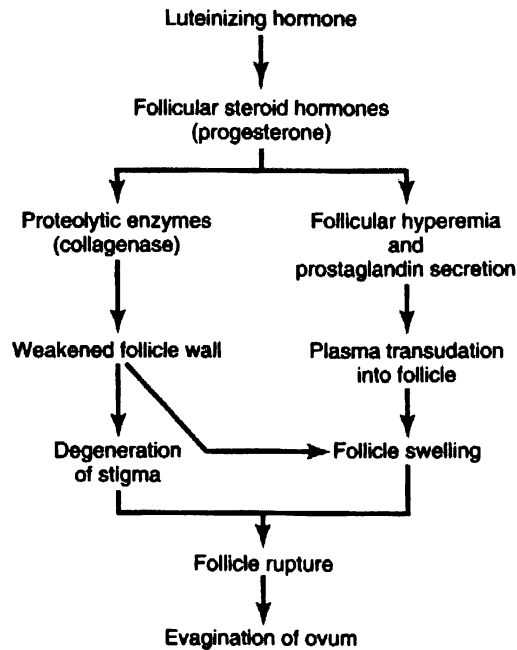 Luteinizing hormone
Follicular steroid hormones
(progesterone)
Proteolytic enzymes
(collagenase)
Follicular hyperemia
and
prostaglandin secretion
Weakened follicle wall
Plasma transudation
into follicle
Degeneration
of stigma
Follicle swelling
Follicle rupture
Evagination of ovum